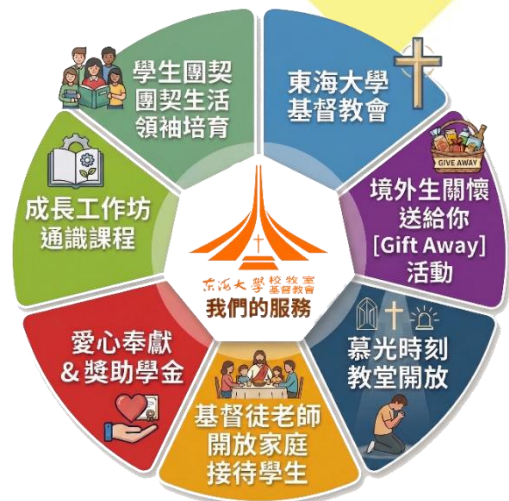 學生團契
團契生活
領袖培育
東海大學
基督教會
GIVE AWAY
境外生關懷
送給你
[Gift Away]
活動
慕光時刻
教堂開放
基督徒老師
開放家庭
接待學生
愛心奉獻
&獎助學金
成長工作坊
通識課程
东海大學 校牧室
基督教會
我們的服務